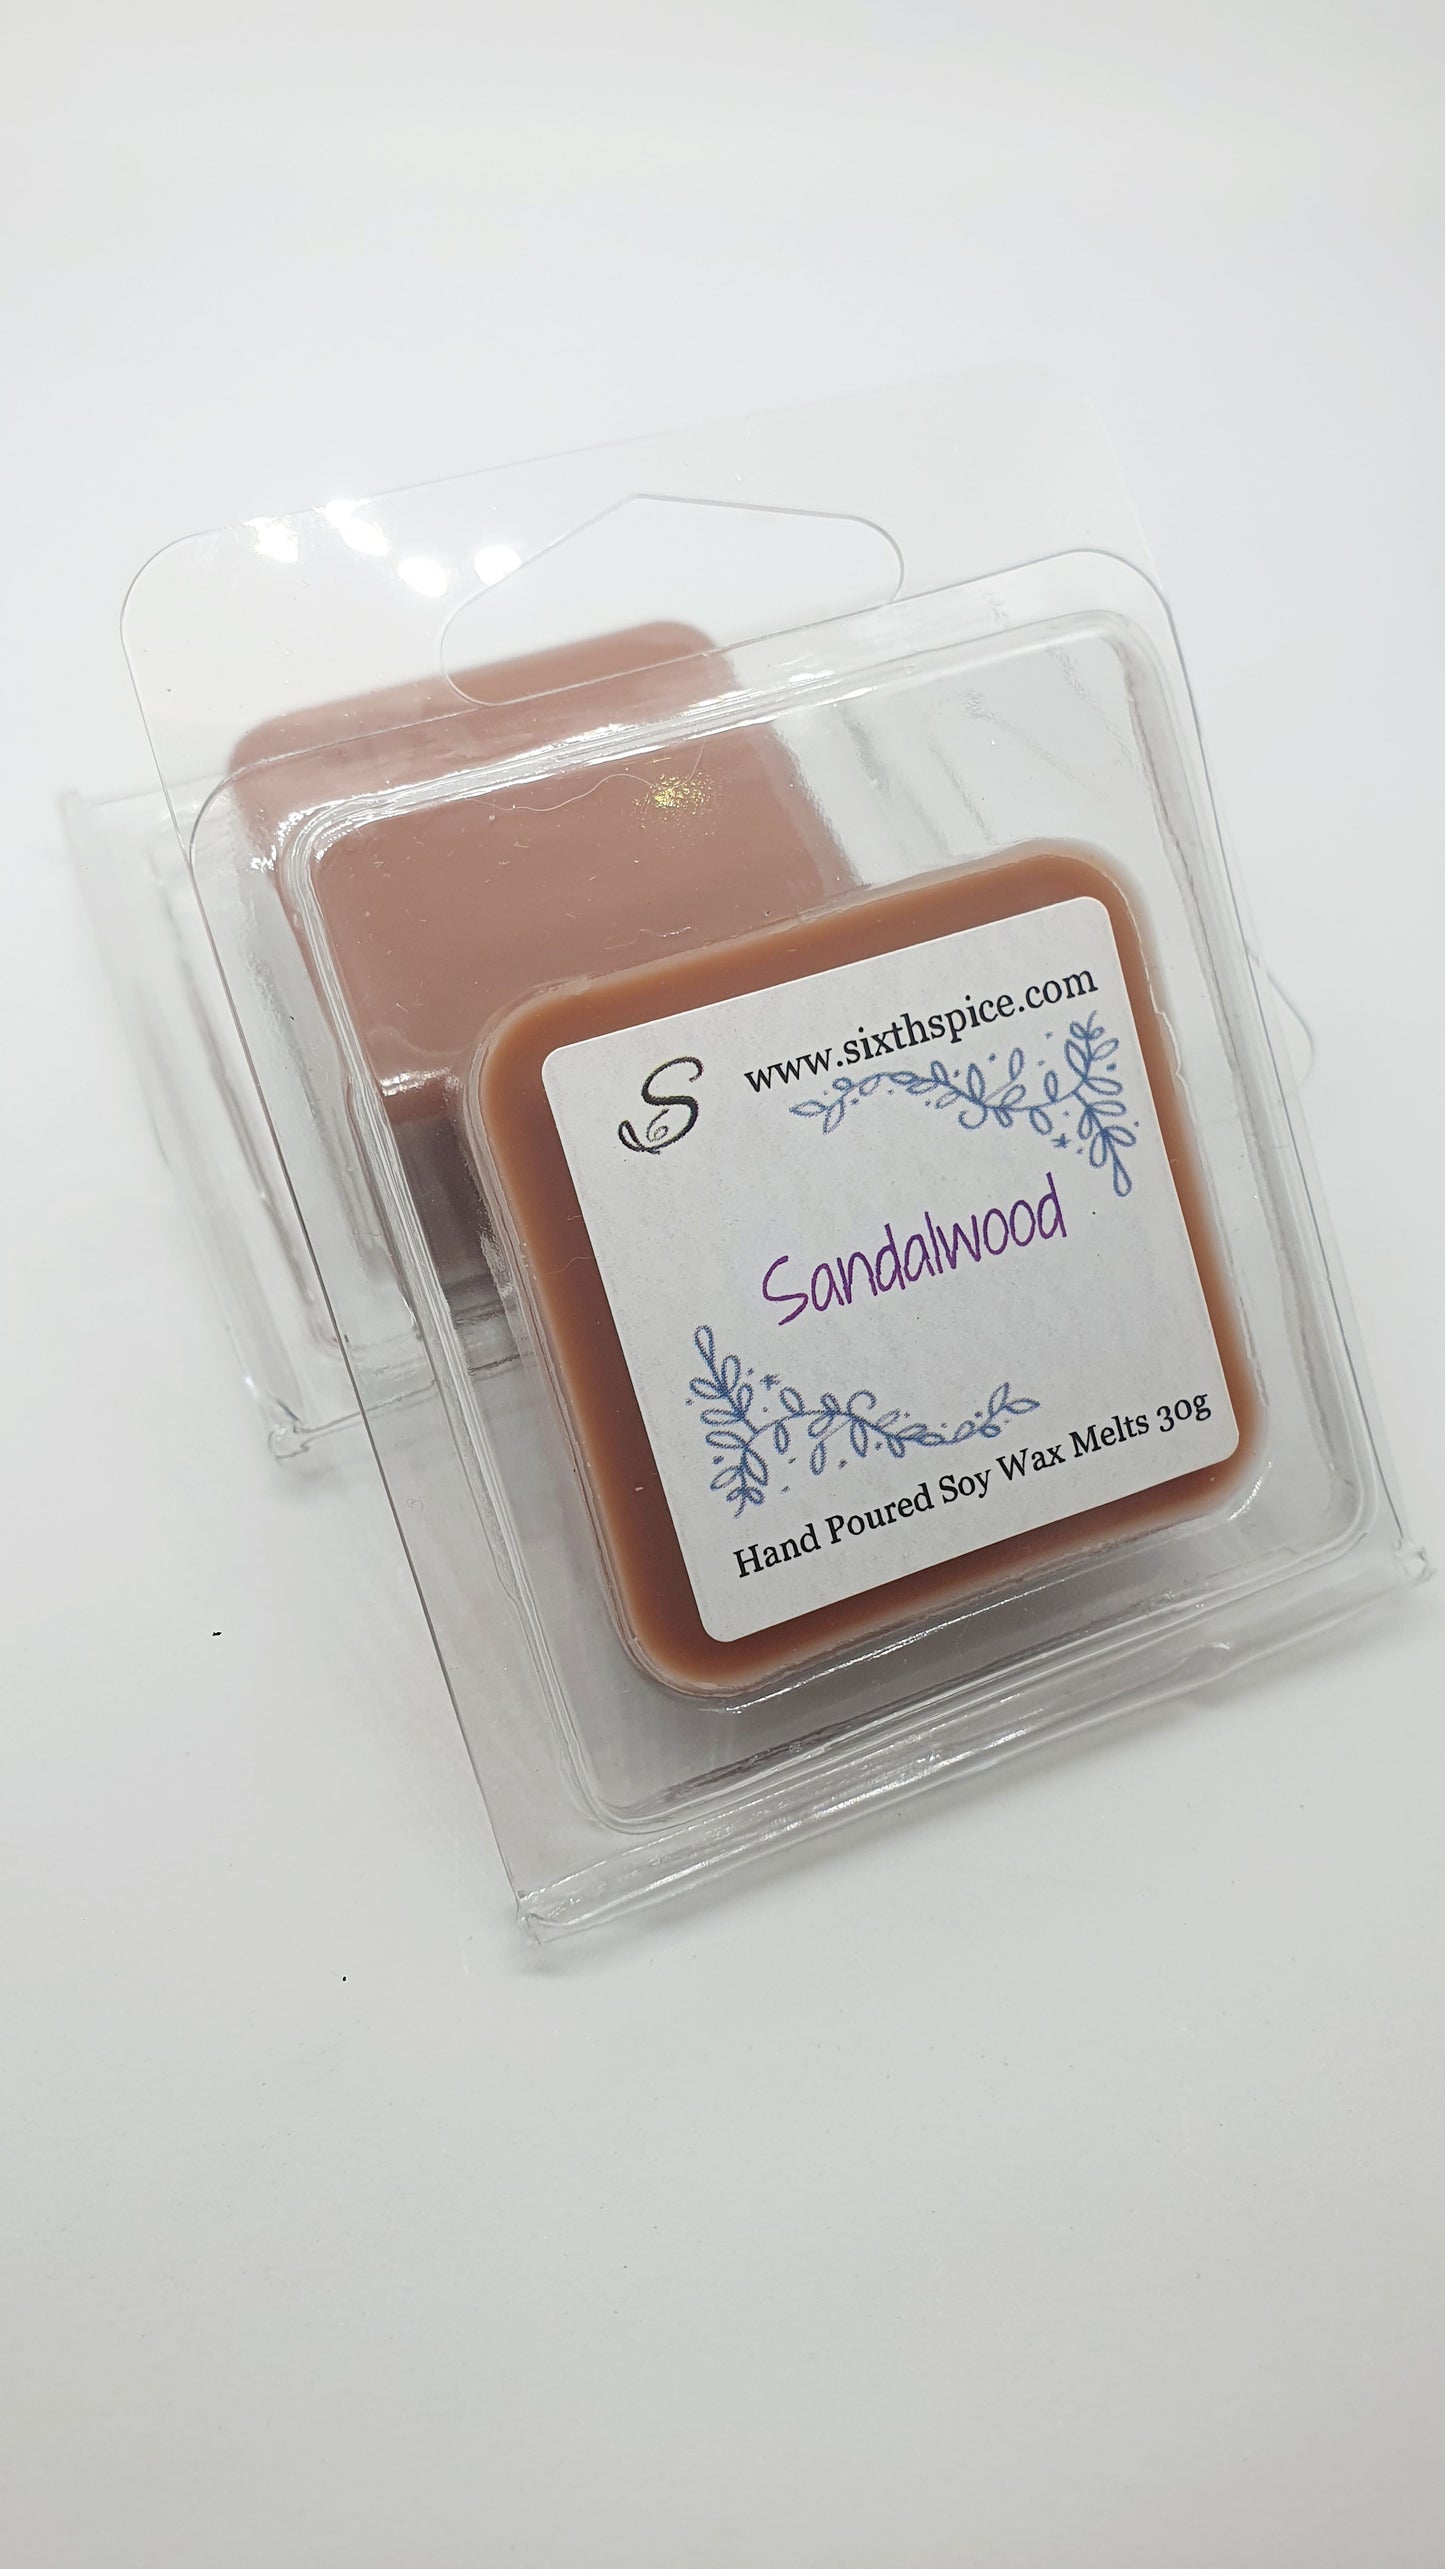 www.sixthspice.com
S
Sandalwood
Hand Poured Soy Wax Melts 30g